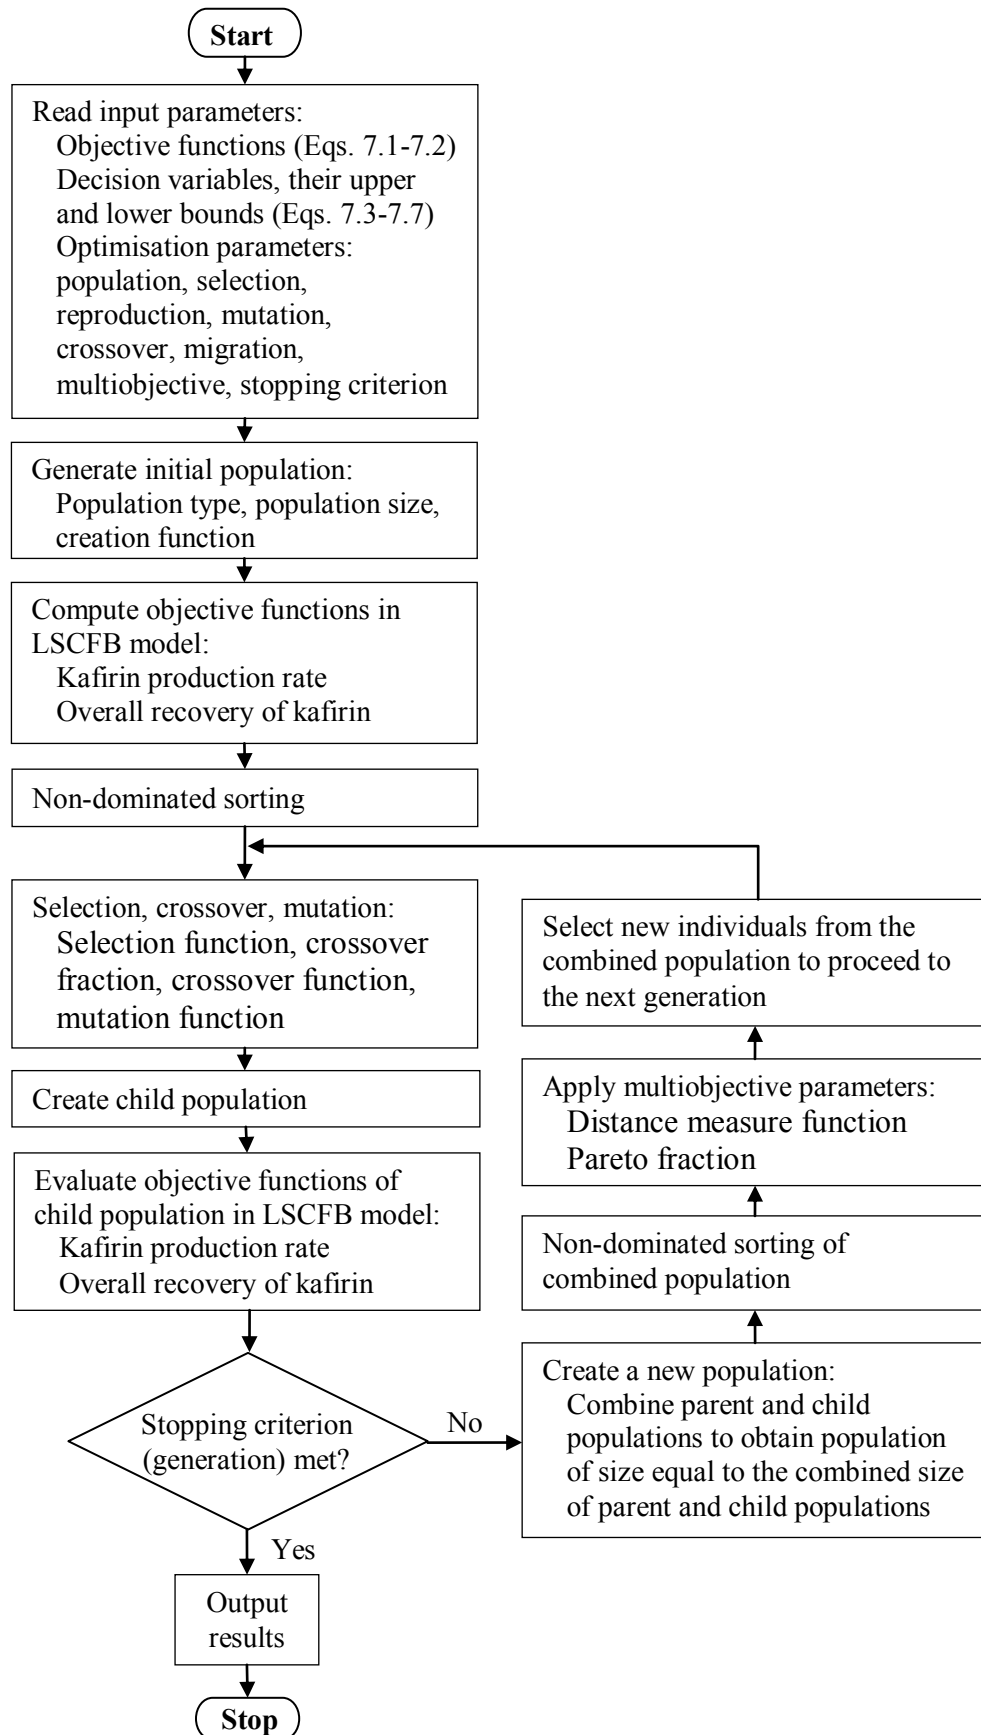 Start
Read input parameters:
Objective functions (Eqs. 7.1-7.2)
Decision variables, their upper
and lower bounds (Eqs. 7.3-7.7)
Optimisation parameters:
population, selection,
reproduction, mutation,
crossover, migration,
multiobjective, stopping criterion
Generate initial population:
Population type, population size,
creation function
Compute objective functions in
LSCFB model:
Kafirin production rate
Overall recovery of kafirin
Non-dominated sorting
Selection, crossover, mutation:
Selection function, crossover
fraction, crossover function,
mutation function
Create child population
Evaluate objective functions of
child population in LSCFB model:
Kafirin production rate
Overall recovery of kafirin
Stopping criterion
(generation) met?
No
Yes
Output
results
Stop
Create a new population:
Combine parent and child
populations to obtain population
of size equal to the combined size
of parent and child populations
Non-dominated sorting of
combined population
Apply multiobjective parameters:
Distance measure function
Pareto fraction
Select new individuals from the
combined population to proceed to
the next generation